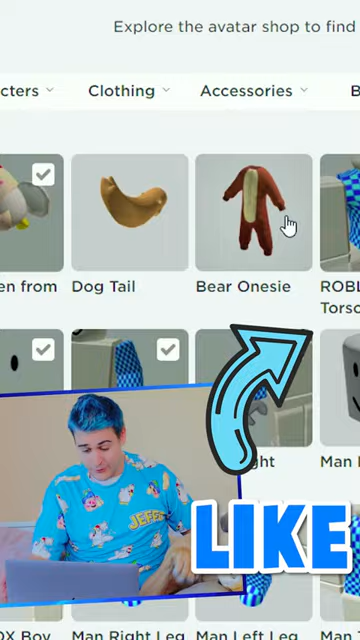 Explore the avatar shop to find
cters
Clothing
Accessories
B
en from
Dog Tail
Bear Onesie
ROBL
Torso
ght
Man
JEFFS
LIKE
OX Boy
Man Right Leg
Man Left Leg
Man